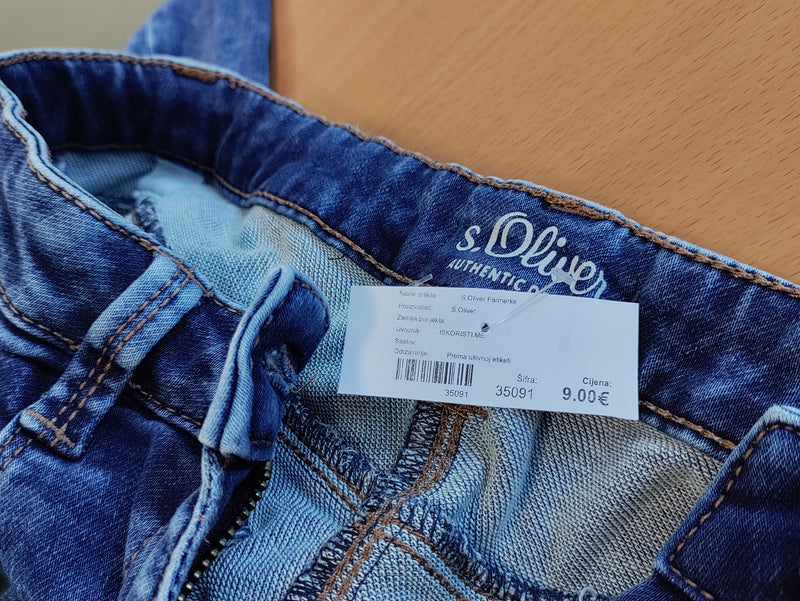 s.Oliver
AUTHENTIC
Naziv artikla: S.Oliver Farmerke
Proizvođač: S.Oliver
Zemlja porijekla:
Uvoznik: ISKORISTI.ME
Sastav:
Održavanje: Prema ušivnoj etiketi
Šifra: Cijena:
35091 35091 9.00€